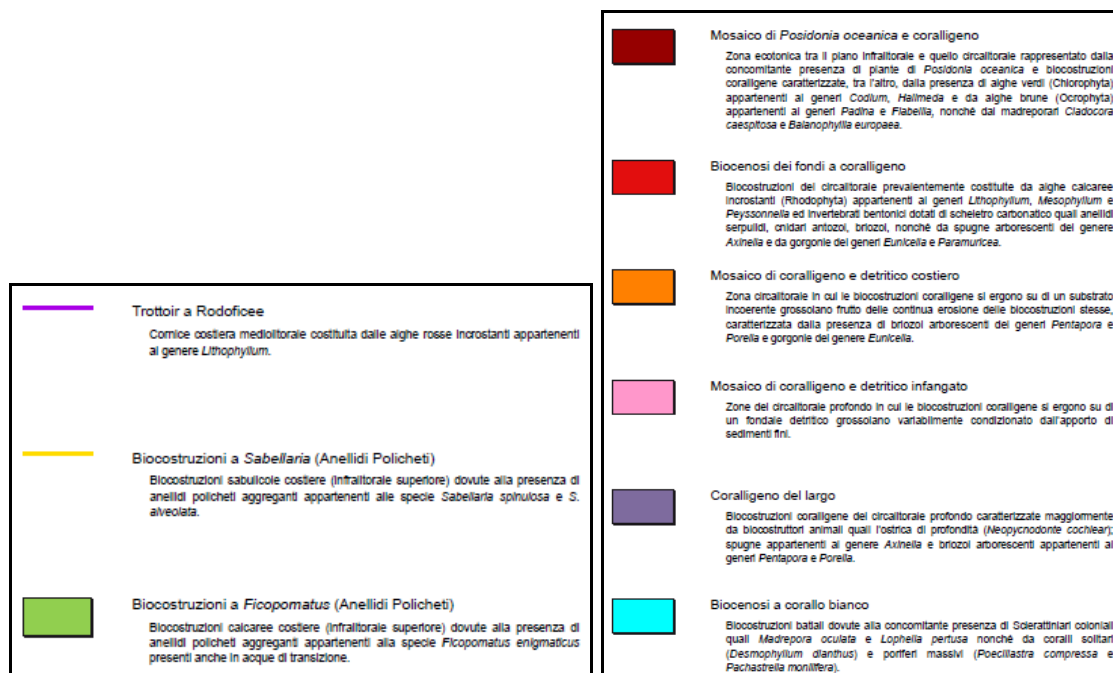 Trottoir a Rodoficee
Cornice costiera mediolitorale costituita dalle alghe rosse incrostanti appartenenti
al genere Lithophyllum.
Biocostruzioni a Sabellaria (Anellidi Policheti)
Biocostruzioni sabulicole costiere (infralitorale superiore) dovute alla presenza di
anellidi policheti aggreganti appartenenti alle specie Sabellaria spinulosa e S.
alveolata.
Biocostruzioni a Ficopomatus (Anellidi Policheti)
Biocostruzioni calcaree costiere (infralitorale superiore) dovute alla presenza di
anellidi policheti aggreganti appartenenti alla specie Ficopomatus enigmaticus
presenti anche in acque di transizione.
Mosaico di Posidonia oceanica e coralligeno
Zona ecotonica tra il piano infralitorale e quello circalitorale rappresentato dalla
concomitante presenza di piante di Posidonia oceanica e biocostruzioni
coralligene caratterizzate, tra l'altro, dalla presenza di alghe verdi (Chlorophyta)
appartenenti ai generi Codium, Halimeda e da alghe brune (Ocrophyta)
appartenenti ai generi Padina e Flabellia, nonché dai madreporari Cladocora
caespitosa e Balanophyllia europaea.
Biocenosi dei fondi a coralligeno
Biocostruzioni del circalitorale prevalentemente costituite da alghe calcaree
incrostanti (Rhodophyta) appartenenti ai generi Lithophyllum, Mesophyllum e
Peyssonnelia ed invertebrati bentonici dotati di scheletro carbonatico quali anellidi
serpulidi, cnidari antozoi, briozoi, nonché da spugne arborescenti del genere
Axinella e da gorgonie dei generi Eunicella e Paramuricea.
Mosaico di coralligeno e detritico costiero
Zona circalitorale in cui le biocostruzioni coralligene si ergono su di un substrato
incoerente grossolano frutto delle continua erosione delle biocostruzioni stesse,
caratterizzata dalla presenza di briozoi arborescenti dei generi Pentapora e
Porella e gorgonie del genere Eunicella.
Mosaico di coralligeno e detritico infangato
Zone del circalitorale profondo in cui le biocostruzioni coralligene si ergono su di
un fondale detritico grossolano variabilmente condizionato dall'apporto di
sedimenti fini.
Coralligeno del largo
Biocostruzioni coralligene del circalitorale profondo caratterizzate maggiormente
da biocostruttori animali quali l'ostrica di profondità (Neopycnodonte cochlear);
spugne appartenenti al genere Axinella e briozoi arborescenti appartenenti ai
generi Pentapora e Porella.
Biocenosi a corallo bianco
Biocostruzioni batiali dovute alla concomitante presenza di Sclerattiniari coloniali
quali Madrepora oculata e Lophelia pertusa nonché da coralli solitari
(Desmophyllum dianthus) e poriferi massivi (Poecillastra compressa e
Pachastrella monilifera).